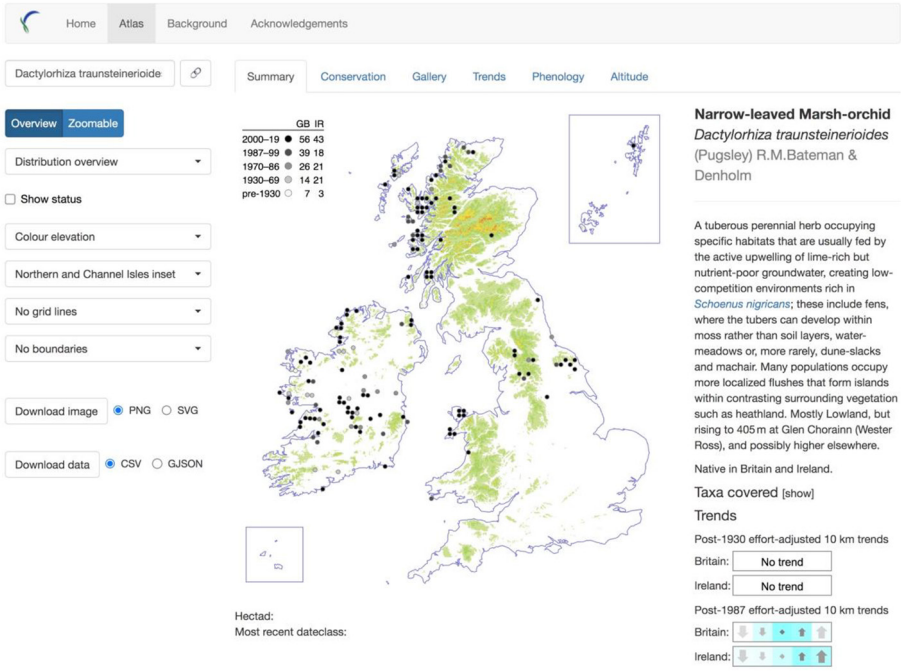 Home Atlas Background Acknowledgements
Dactylorhiza traunsteinerioide
Overview Zoomable
Distribution overview
Show status
Colour elevation
Northern and Channel Isles inset
No grid lines
No boundaries
Download image PNG SVG
Download data CSV GJSON
Summary Conservation Gallery Trends Phenology Altitude
GB IR
2000–19 56 43
1987–99 39 18
1970–86 26 21
1930–69 14 21
pre-1930 7 3
Hectad:
Most recent dateclass:
Narrow-leaved Marsh-orchid
Dactylorhiza traunsteinerioides
(Pugsley) R.M.Bateman &
Denholm
A tuberous perennial herb occupying
specific habitats that are usually fed by
the active upwelling of lime-rich but
nutrient-poor groundwater, creating low-
competition environments rich in
Schoenus nigricans; these include fens,
where the tubers can develop within
moss rather than soil layers, water-
meadows or, more rarely, dune-slacks
and machair. Many populations occupy
more localized flushes that form islands
within contrasting surrounding vegetation
such as heathland. Mostly Lowland, but
rising to 405 m at Glen Chorainn (Wester
Ross), and possibly higher elsewhere.
Native in Britain and Ireland.
Taxa covered [show]
Trends
Post-1930 effort-adjusted 10 km trends
Britain: No trend
Ireland: No trend
Post-1987 effort-adjusted 10 km trends
Britain:
Ireland: